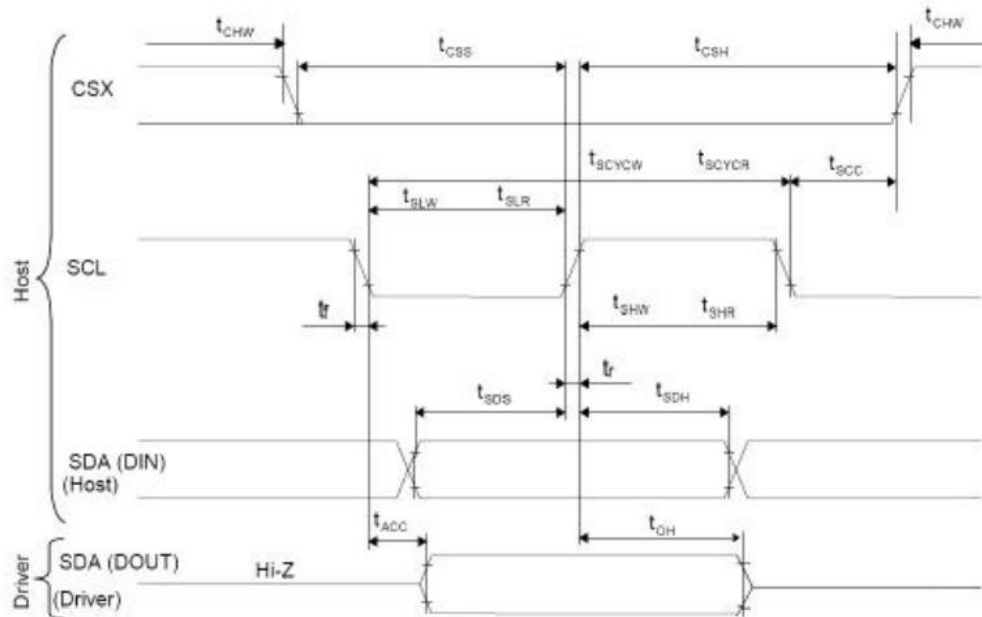 tCHW
tCHW
tCSS
tCSH
CSX
tSCYCW
tSCYCR
tSCC
tSLW
tSLR
SCL
Host
tf
tSHW
tSHR
tr
tSDS
tSDH
SDA (DIN)
(Host)
tACC
tOH
SDA (DOUT)
Hi-Z
Driver
(Driver)